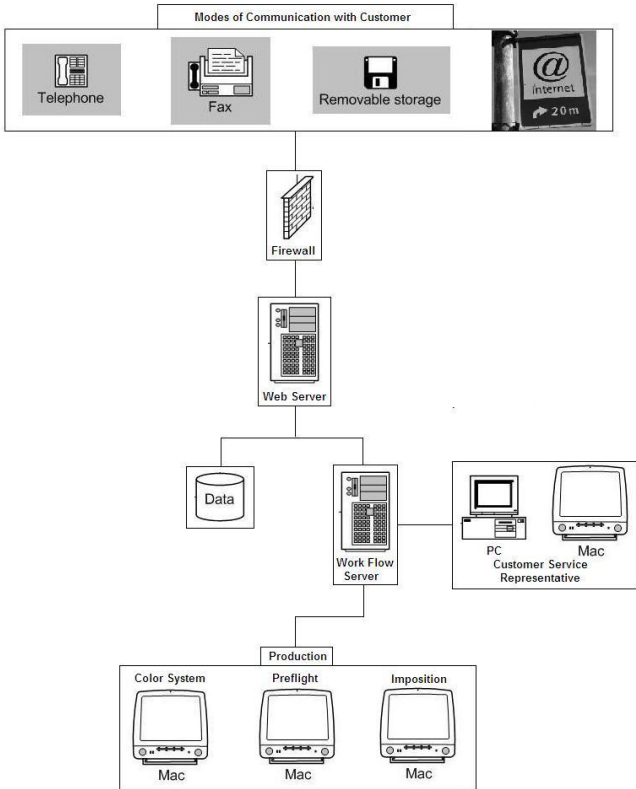 Modes of Communication with Customer
Telephone
Fax
Removable storage
@
internet
20m
Firewall
Web Server
Data
Work Flow
Server
PC
Mac
Customer Service
Representative
Production
Color System
Preflight
Imposition
Mac
Mac
Mac